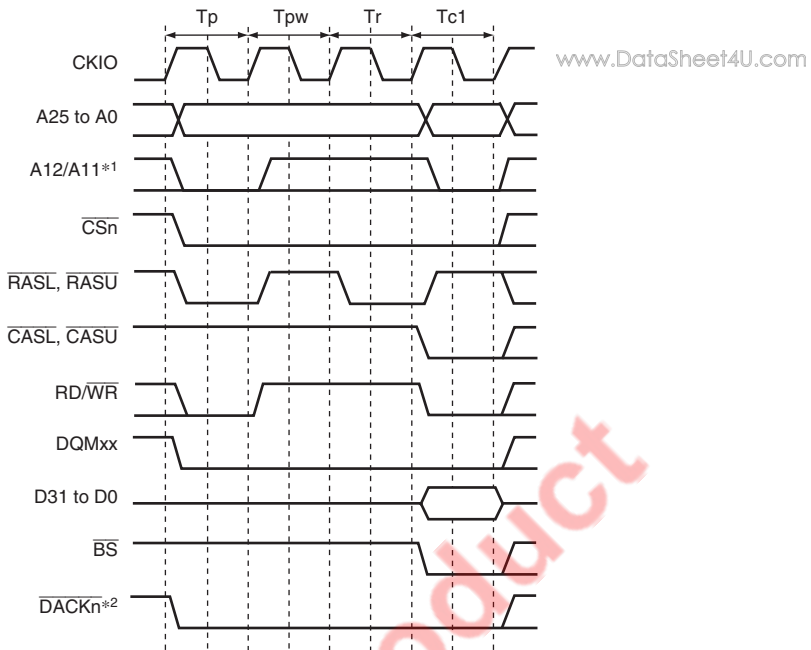 Tp Tpw Tr Tc1
CKIO
www.DataSheet4U.com
A25 to A0
A12/A11*1
CSn
RASL, RASU
CASL, CASU
RD/WR
DQMxx
D31 to D0
BS
DACKn*2